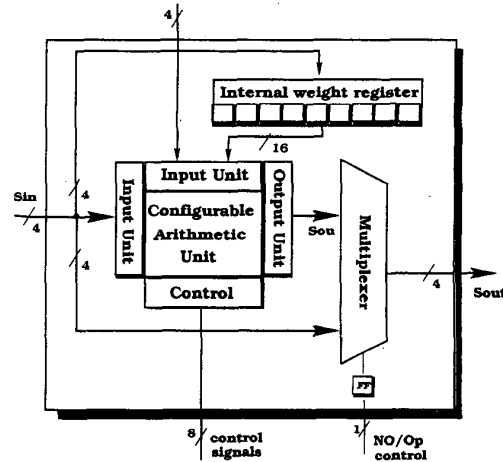 4
Internal weight register
16
Input Unit
Input Unit
Output Unit
Configurable
Arithmetic
Unit
Control
Sin
4
4
4
Sou
Multiplexer
4
Sout
FF
8
control
signals
1
NO/Op
control